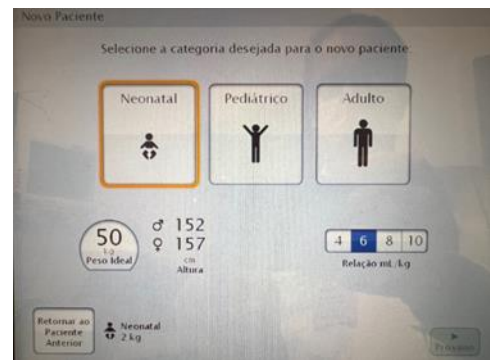 Novo Paciente
Selecione a categoria desejada para o novo paciente:
Neonatal
Pediátrico
Adulto
50
kg
Peso Ideal
♂ 152
♀ 157
cm
Altura
4 6 8 10
Relação mL/kg
Retornar ao
Paciente
Anterior
Neonatal
2 kg
Próximo